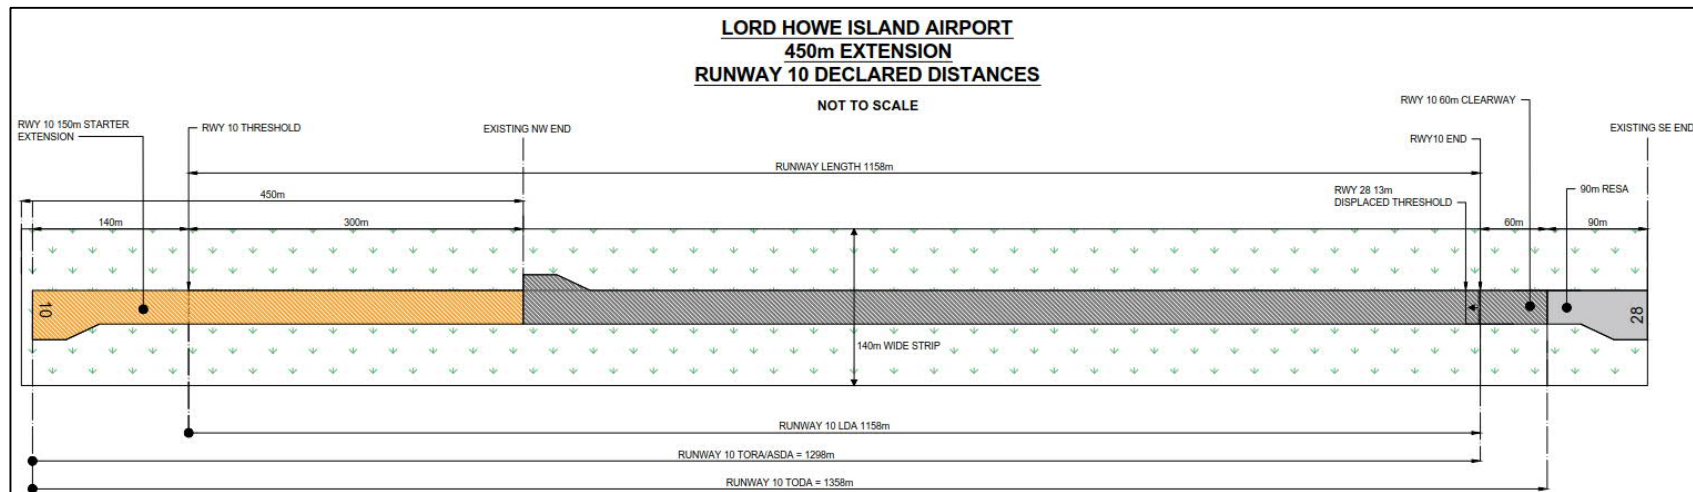 LORD HOWE ISLAND AIRPORT
450m EXTENSION
RUNWAY 10 DECLARED DISTANCES
NOT TO SCALE
RWY 10 150m STARTER
EXTENSION
RWY 10 THRESHOLD
EXISTING NW END
RWY 10 60m CLEARWAY
EXISTING SE END
RWY10 END
RUNWAY LENGTH 1158m
RWY 28 13m
DISPLACED THRESHOLD
90m RESA
450m
140m
300m
60m
90m
10
28
140m WIDE STRIP
RUNWAY 10 LDA 1158m
RUNWAY 10 TORA/ASDA = 1298m
RUNWAY 10 TODA = 1358m